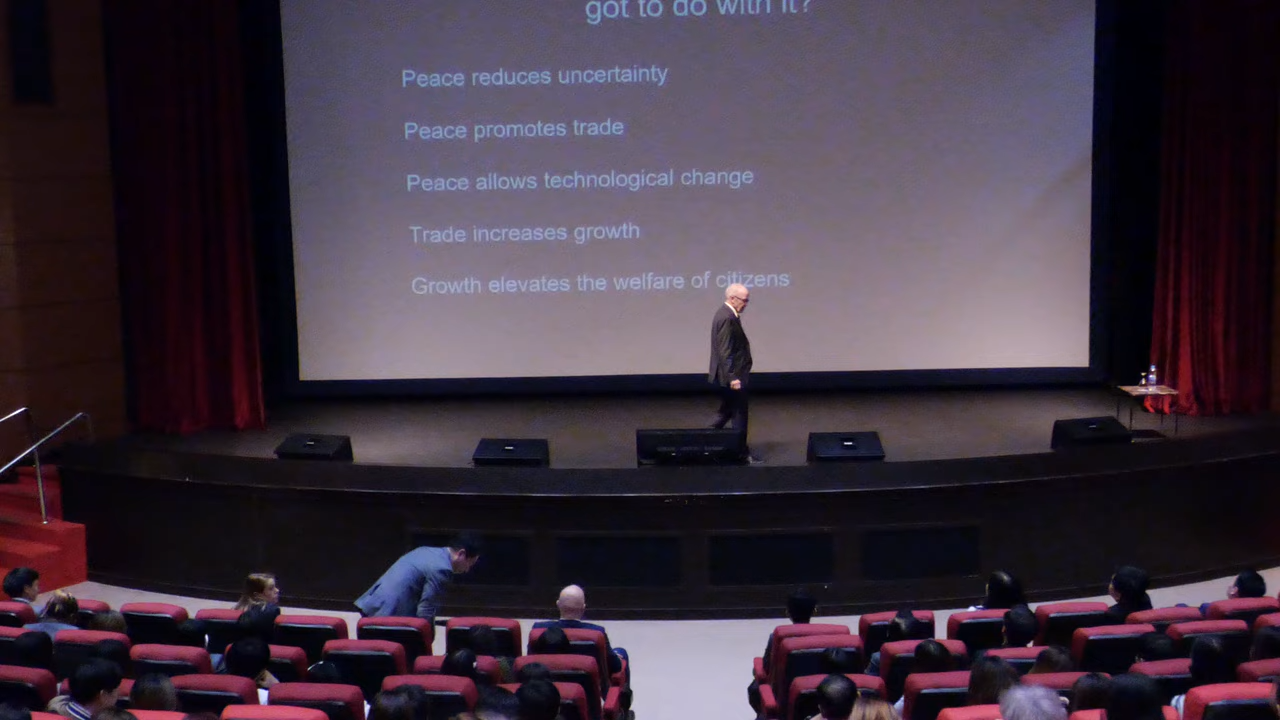 got to do with it?
Peace reduces uncertainty
Peace promotes trade
Peace allows technological change
Trade increases growth
Growth elevates the welfare of citizens